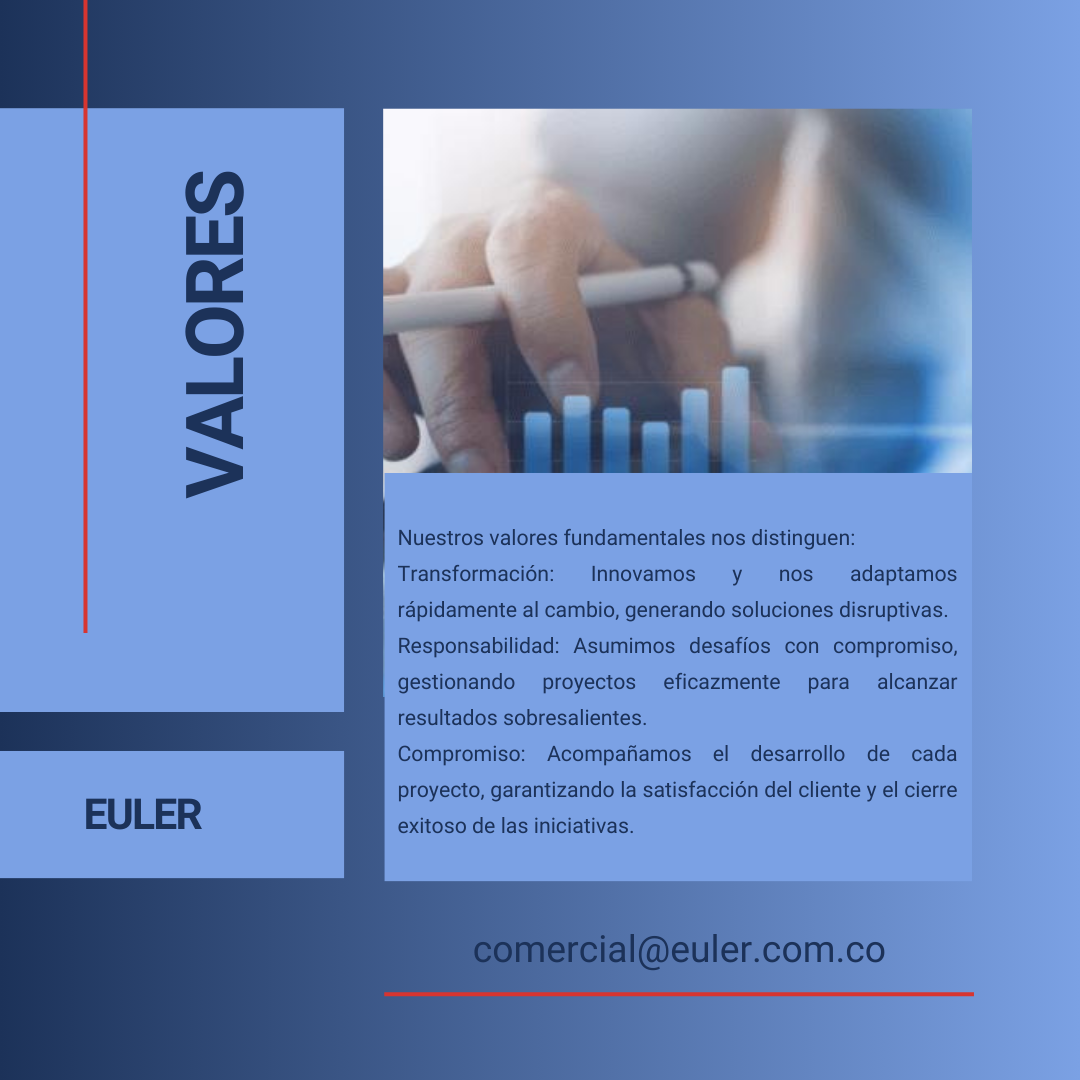 VALORES
EULER
Nuestros valores fundamentales nos distinguen:
Transformación: Innovamos y nos adaptamos
rápidamente al cambio, generando soluciones disruptivas.
Responsabilidad: Asumimos desafíos con compromiso,
gestionando proyectos eficazmente para alcanzar
resultados sobresalientes.
Compromiso: Acompañamos el desarrollo de cada
proyecto, garantizando la satisfacción del cliente y el cierre
exitoso de las iniciativas.
comercial@euler.com.co